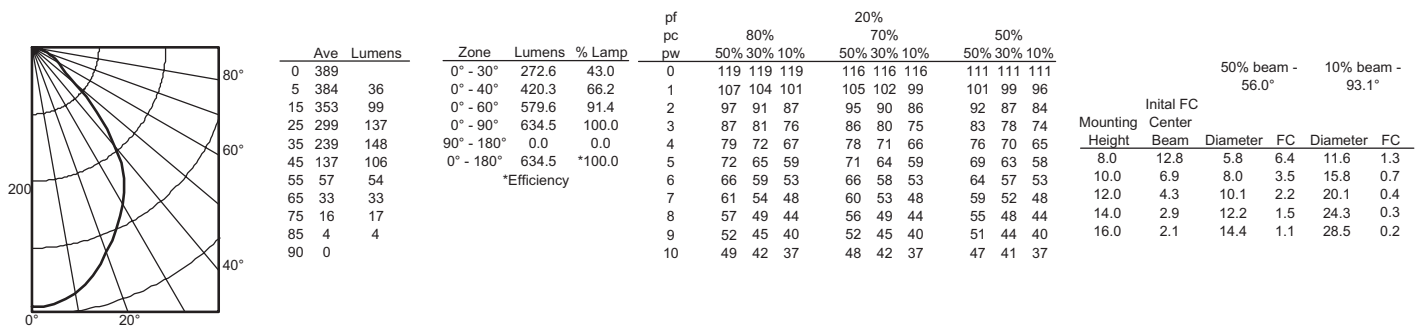 80°
60°
200
40°
0° 20°
Ave Lumens
0 389
5 384 36
15 353 99
25 299 137
35 239 148
45 137 106
55 57 54
65 33 33
75 16 17
85 4 4
90 0
Zone Lumens % Lamp
0° - 30° 272.6 43.0
0° - 40° 420.3 66.2
0° - 60° 579.6 91.4
0° - 90° 634.5 100.0
90° - 180° 0.0 0.0
0° - 180° 634.5 *100.0
*Efficiency
pf 20%
pc 80% 70% 50%
pw 50% 30% 10% 50% 30% 10% 50% 30% 10%
0 119 119 119 116 116 116 111 111 111
1 107 104 101 105 102 99 101 99 96
2 97 91 87 95 90 86 92 87 84
3 87 81 76 86 80 75 83 78 74
4 79 72 67 78 71 66 76 70 65
5 72 65 59 71 64 59 69 63 58
6 66 59 53 66 58 53 64 57 53
7 61 54 48 60 53 48 59 52 48
8 57 49 44 56 49 44 55 48 44
9 52 45 40 52 45 40 51 44 40
10 49 42 37 48 42 37 47 41 37
50% beam - 10% beam -
56.0° 93.1°
Inital FC
Mounting Center
Height Beam Diameter FC Diameter FC
8.0 12.8 5.8 6.4 11.6 1.3
10.0 6.9 8.0 3.5 15.8 0.7
12.0 4.3 10.1 2.2 20.1 0.4
14.0 2.9 12.2 1.5 24.3 0.3
16.0 2.1 14.4 1.1 28.5 0.2